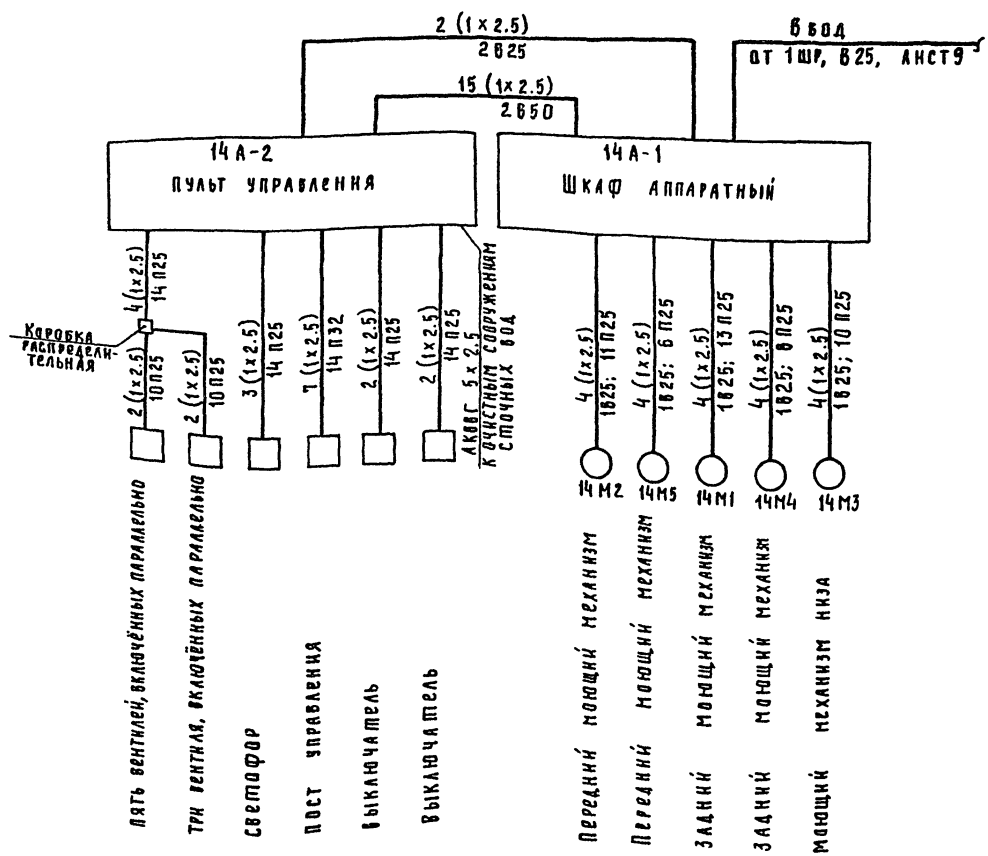 2 (1×2.5)
2В25
Ввод
от 1ШР, В25, АНСТ9
15 (1×2.5)
2В50
14А-2
Пульт управления
14А-1
Шкаф аппаратный
4 (1×2.5)
14П25
Коробка
распредели-
тельная
2 (1×2.5)
10П25
2 (1×2.5)
10П25
3 (1×2.5)
14П25
7 (1×2.5)
14П32
2 (1×2.5)
14П25
2 (1×2.5)
14П25
АКВВГ 5×2.5
к очистным сооружениям
сточных вод
4 (1×2.5)
1В25; 11П25
4 (1×2.5)
1В25; 6П25
4 (1×2.5)
1В25; 13П25
4 (1×2.5)
1В25; 8П25
4 (1×2.5)
1В25; 10П25
14М2
14М5
14М1
14М4
14М3
Пять вентилей, включённых параллельно
Три вентиля, включённых параллельно
Светофор
Пост управления
Выключатель
Выключатель
Передний моющий механизм
Передний моющий механизм
Задний моющий механизм
Задний моющий механизм
Моющий механизм низа